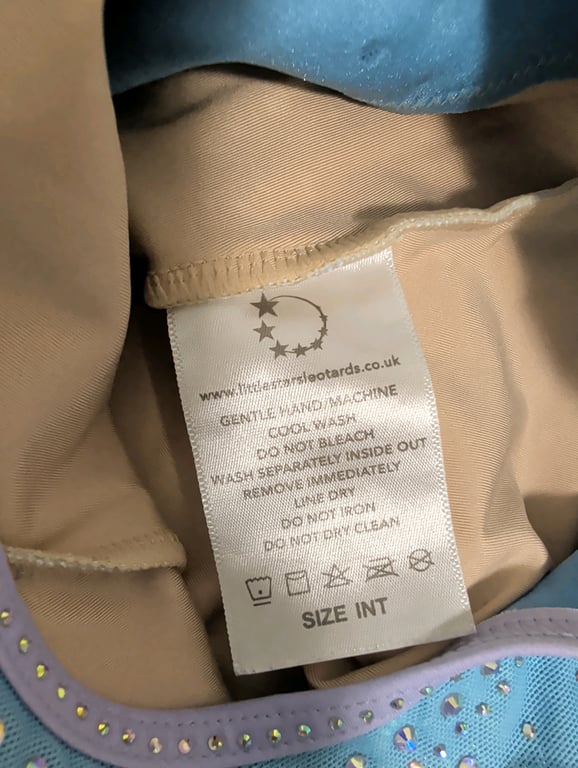 www.littlestarsleotards.co.uk
GENTLE HAND/MACHINE
COOL WASH
DO NOT BLEACH
WASH SEPARATELY INSIDE OUT
REMOVE IMMEDIATELY
LINE DRY
DO NOT IRON
DO NOT DRY CLEAN
SIZE INT